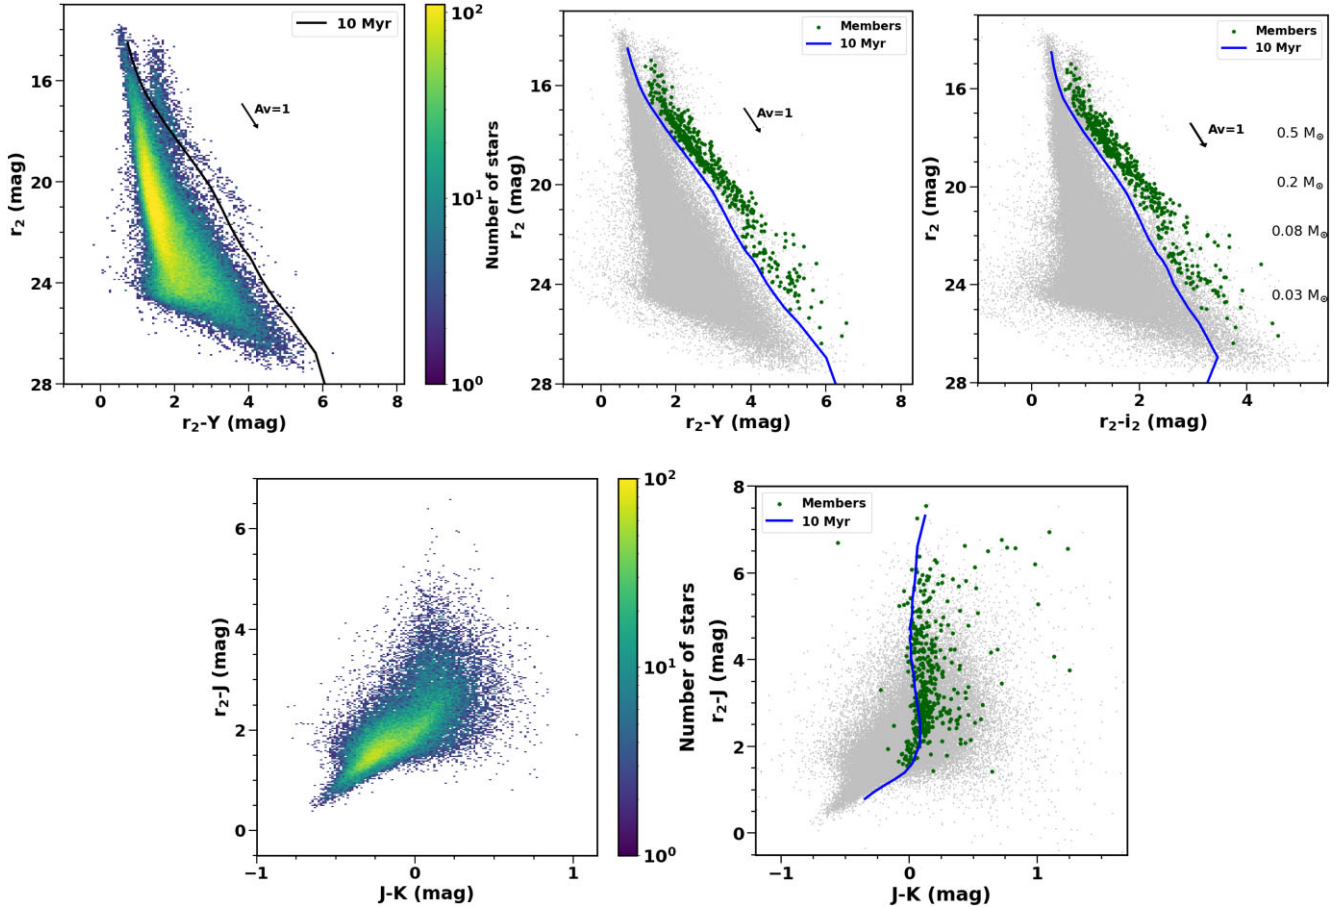 10 Myr
Av=1
16
20
24
28
0
2
4
6
8
r₂ (mag)
r₂-Y (mag)
10²
10¹
10⁰
Number of stars
Members
10 Myr
Av=1
16
20
24
28
0
2
4
6
8
r₂ (mag)
r₂-Y (mag)
Members
10 Myr
Av=1
0.5 M⊙
0.2 M⊙
0.08 M⊙
0.03 M⊙
16
20
24
28
0
2
4
r₂ (mag)
r₂-i₂ (mag)
6
4
2
0
−1
0
1
r₂-J (mag)
J-K (mag)
10²
10¹
10⁰
Number of stars
Members
10 Myr
8
6
4
2
0
−1
0
1
r₂-J (mag)
J-K (mag)